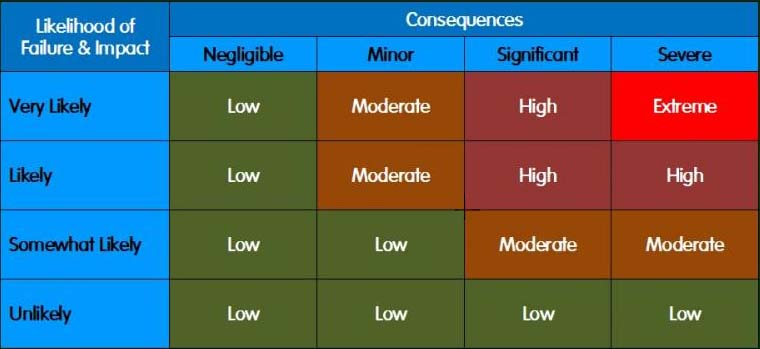 Likelihood of
Failure & Impact
Consequences
Negligible Minor Significant Severe
Very Likely Low Moderate High Extreme
Likely Low Moderate High High
Somewhat Likely Low Low Moderate Moderate
Unlikely Low Low Low Low